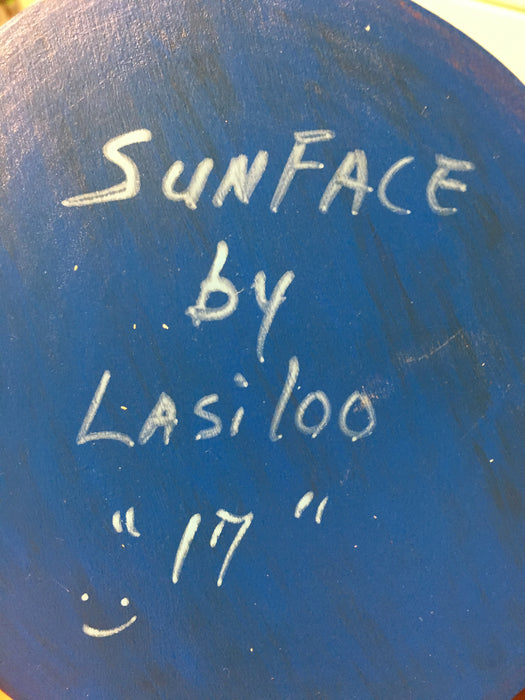 SUNFACE
by
LASiloo
"17"